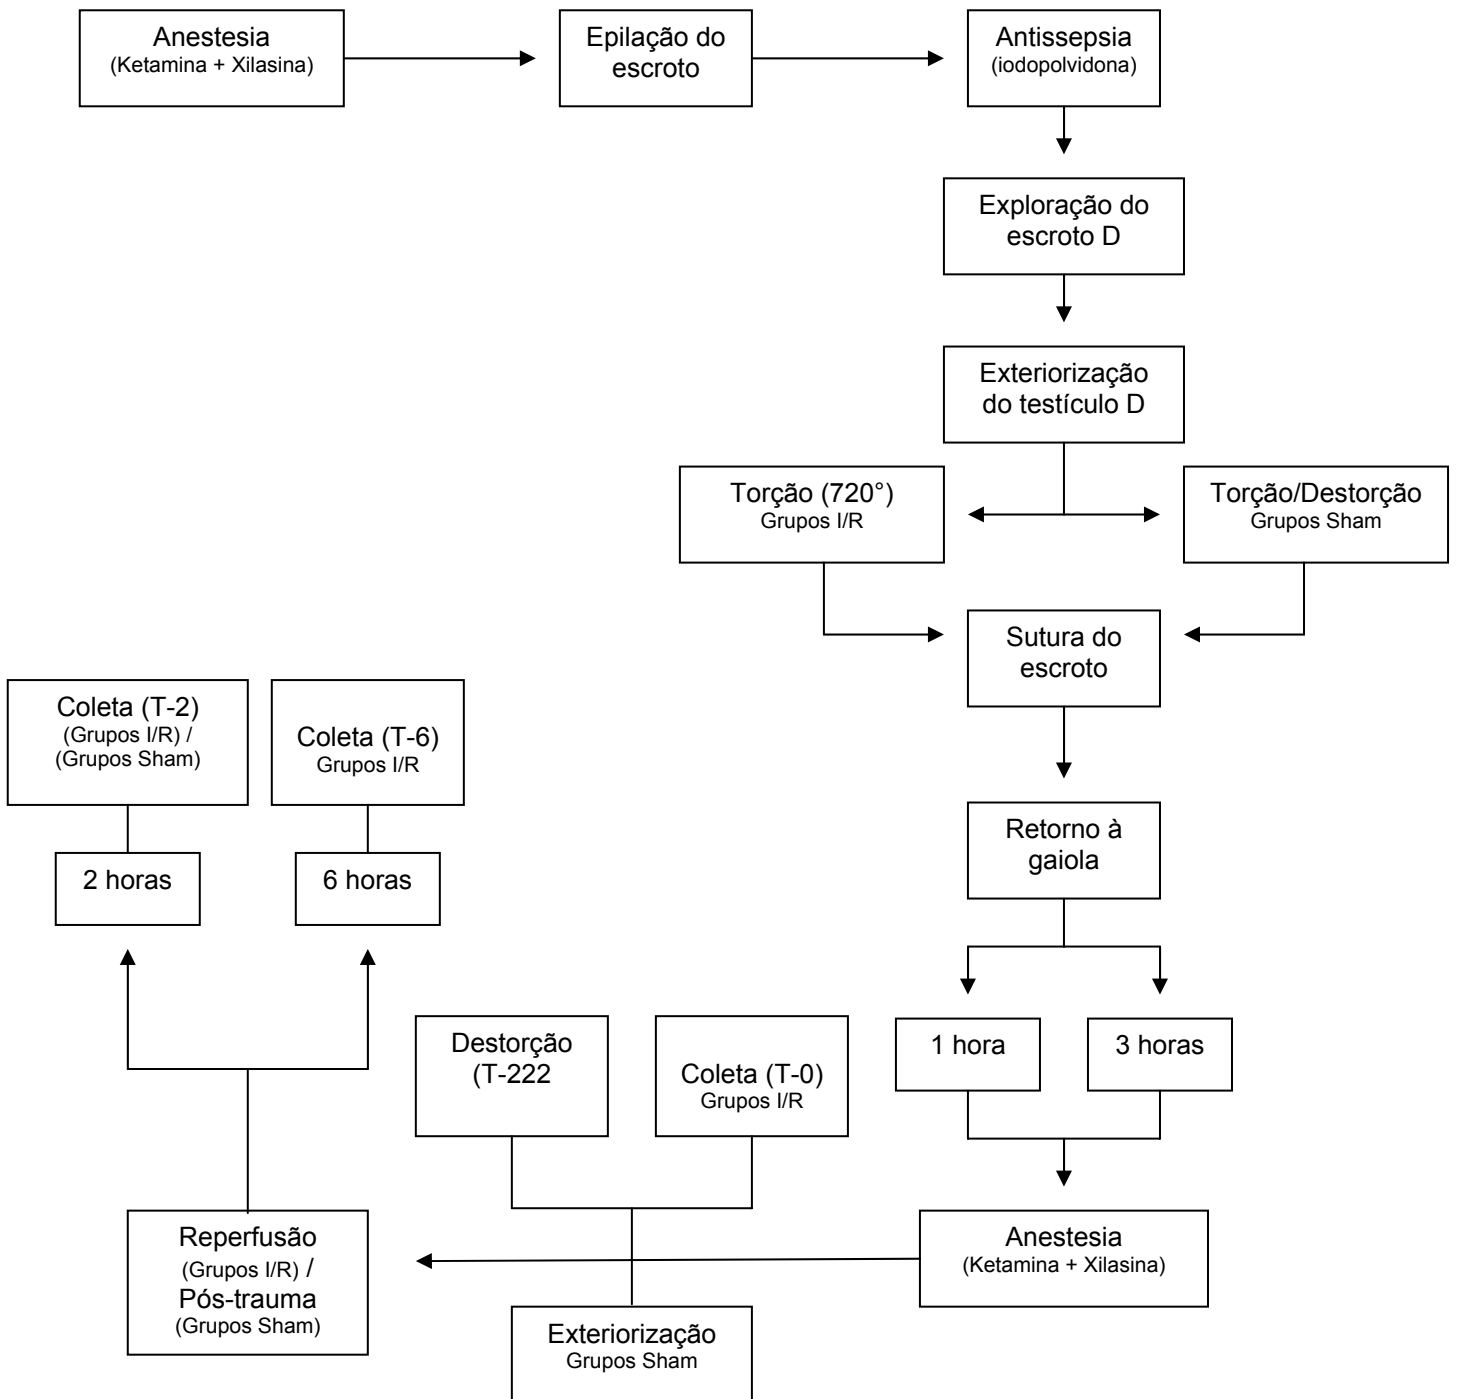 Anestesia
(Ketamina + Xilasina)
Epilação do
escroto
Antissepsia
(iodopolvidona)
Exploração do
escroto D
Exteriorização
do testículo D
Torção (720°)
Grupos I/R
Torção/Destorção
Grupos Sham
Sutura do
escroto
Retorno à
gaiola
1 hora
3 horas
Anestesia
(Ketamina + Xilasina)
Destorção
(T-222
Coleta (T-0)
Grupos I/R
Exteriorização
Grupos Sham
Reperfusão
(Grupos I/R) /
Pós-trauma
(Grupos Sham)
2 horas
6 horas
Coleta (T-2)
(Grupos I/R) /
(Grupos Sham)
Coleta (T-6)
Grupos I/R